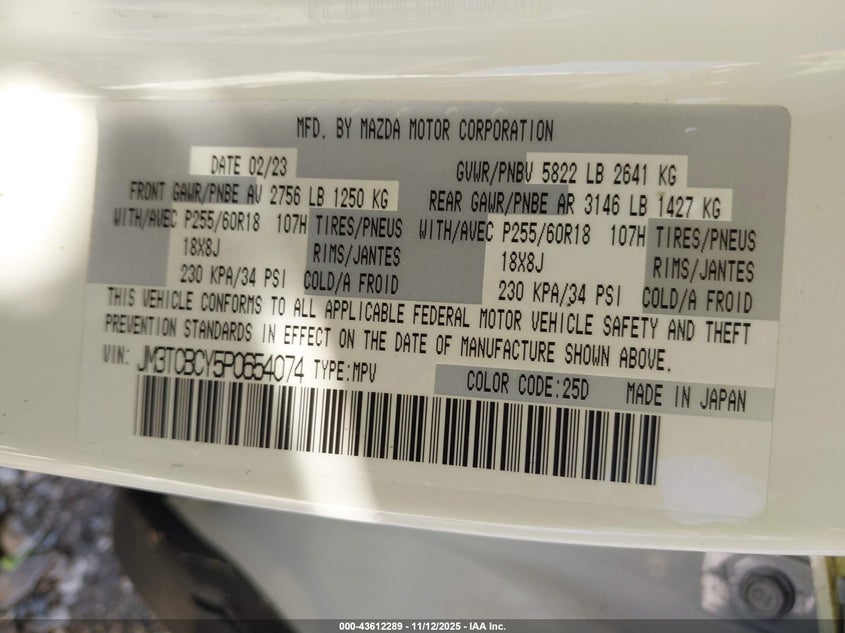 MFD. BY MAZDA MOTOR CORPORATION
DATE 02/23
GVWR/PNBV 5822 LB 2641 KG
FRONT GAWR/PNBE AV 2756 LB 1250 KG
REAR GAWR/PNBE AR 3146 LB 1427 KG
WITH/AVEC P255/60R18 107H TIRES/PNEUS
WITH/AVEC P255/60R18 107H TIRES/PNEUS
18X8J RIMS/JANTES
18X8J RIMS/JANTES
230 KPA/34 PSI COLD/A FROID
230 KPA/34 PSI COLD/A FROID
THIS VEHICLE CONFORMS TO ALL APPLICABLE FEDERAL MOTOR VEHICLE SAFETY AND THEFT
PREVENTION STANDARDS IN EFFECT ON THE DATE OF MANUFACTURE SHOWN ABOVE.
VIN: JM3TCBCY5P0654074 TYPE:MPV
COLOR CODE:25D MADE IN JAPAN
000-43612289 - 11/12/2025 - IAA Inc.